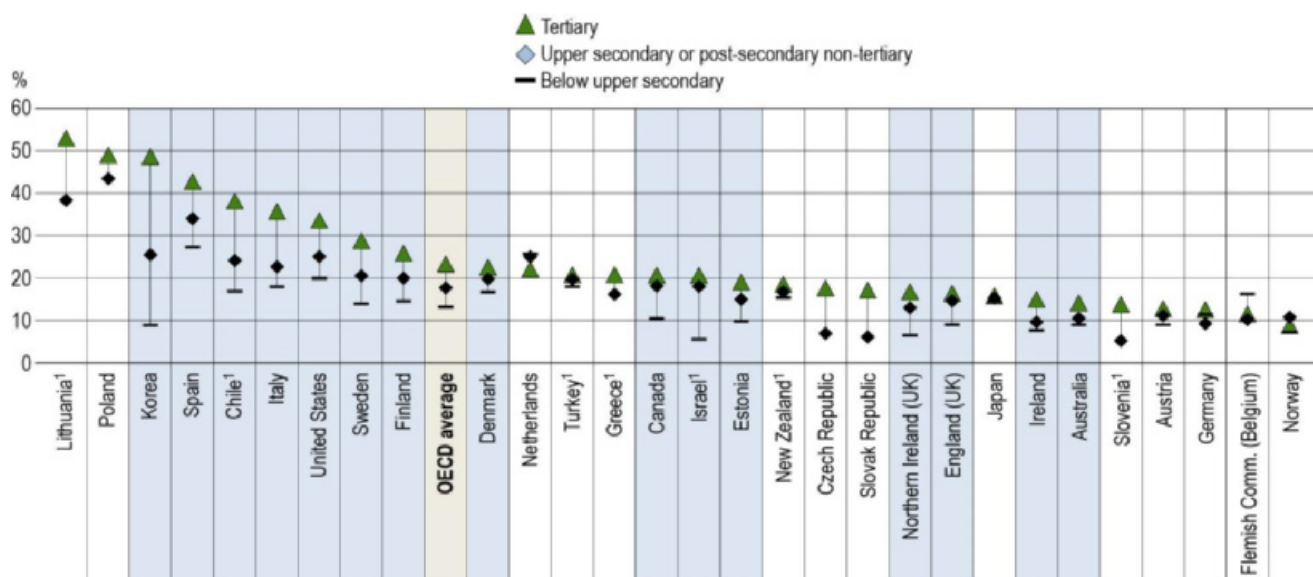 Tertiary
Upper secondary or post-secondary non-tertiary
Below upper secondary
%
60
50
40
30
20
10
0
Lithuania¹
Poland
Korea
Spain
Chile¹
Italy
United States
Sweden
Finland
OECD average
Denmark
Netherlands
Turkey¹
Greece¹
Canada
Israel¹
Estonia
New Zealand¹
Czech Republic
Slovak Republic
Northern Ireland (UK)
England (UK)
Japan
Ireland
Australia
Slovenia¹
Austria
Germany
Flemish Comm. (Belgium)
Norway